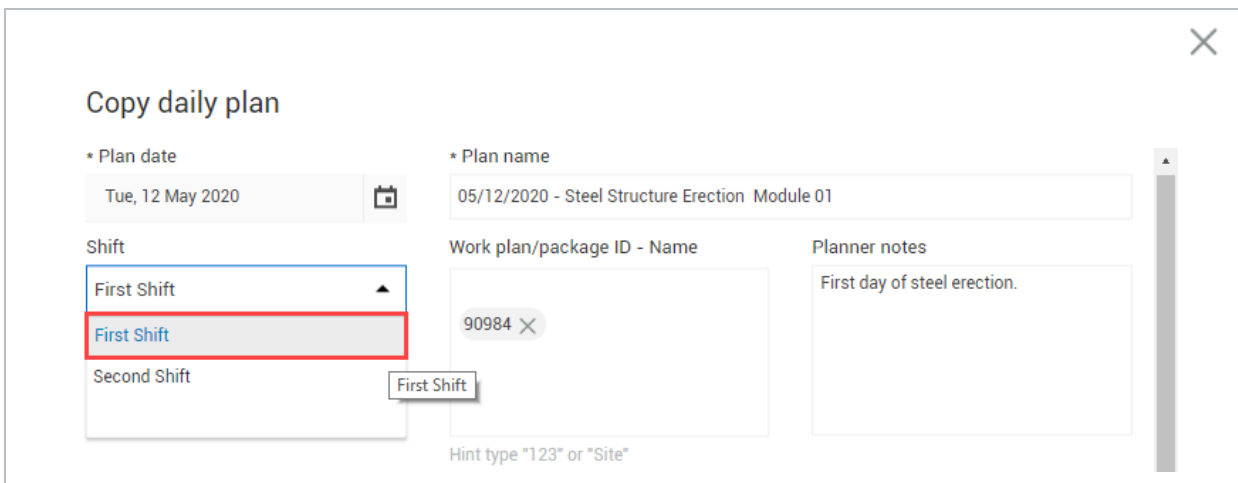 Copy daily plan
* Plan date
* Plan name
Tue, 12 May 2020
05/12/2020 - Steel Structure Erection Module 01
Shift
Work plan/package ID - Name
Planner notes
First Shift
First day of steel erection.
90984
First Shift
Second Shift
First Shift
Hint type "123" or "Site"